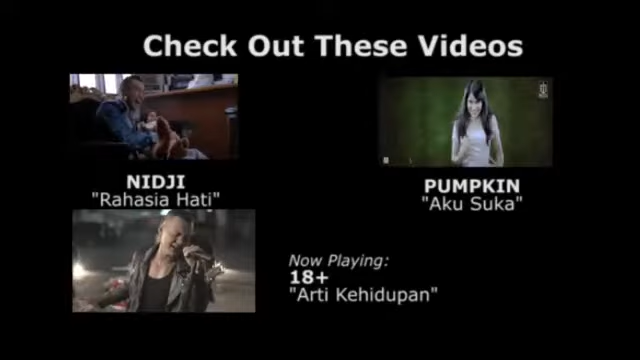 Check Out These Videos
NIDJI
"Rahasia Hati"
PUMPKIN
"Aku Suka"
Now Playing:
18+
"Arti Kehidupan"